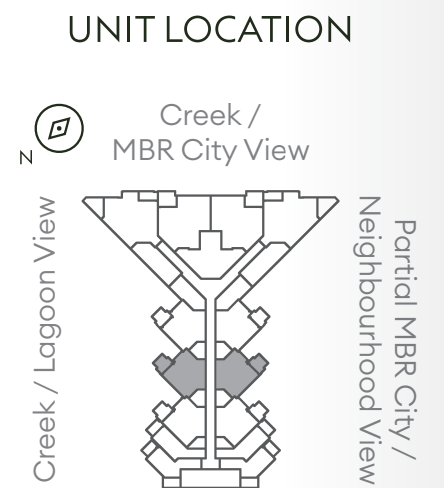 UNIT LOCATION
N
Creek /
MBR City View
Creek / Lagoon View
Partial MBR City /
Neighbourhood View